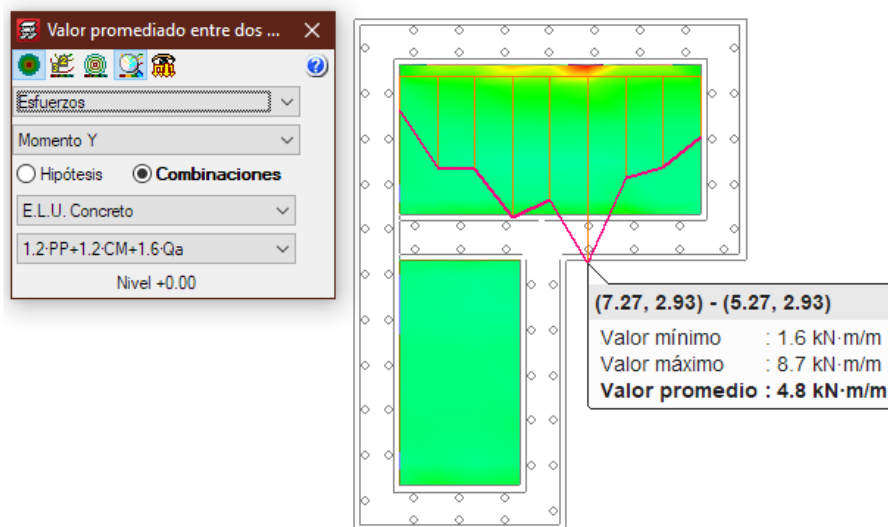 Valor promediado entre dos ...
Esfuerzos
Momento Y
Hipótesis Combinaciones
E.L.U. Concreto
1.2·PP+1.2·CM+1.6·Qa
Nivel +0.00
(7.27, 2.93) - (5.27, 2.93)
Valor mínimo : 1.6 kN·m/m
Valor máximo : 8.7 kN·m/m
Valor promedio : 4.8 kN·m/m